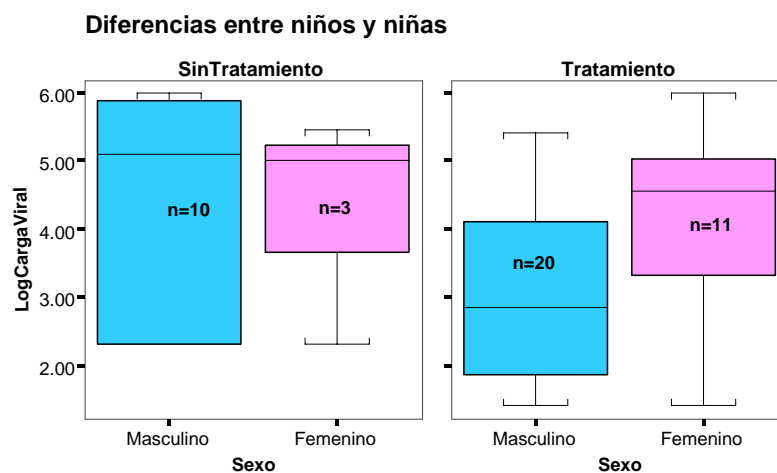 Diferencias entre niños y niñas
SinTratamiento
Tratamiento
LogCargaViral
6.00
5.00
4.00
3.00
2.00
n=10
n=3
n=20
n=11
Masculino
Femenino
Masculino
Femenino
Sexo
Sexo